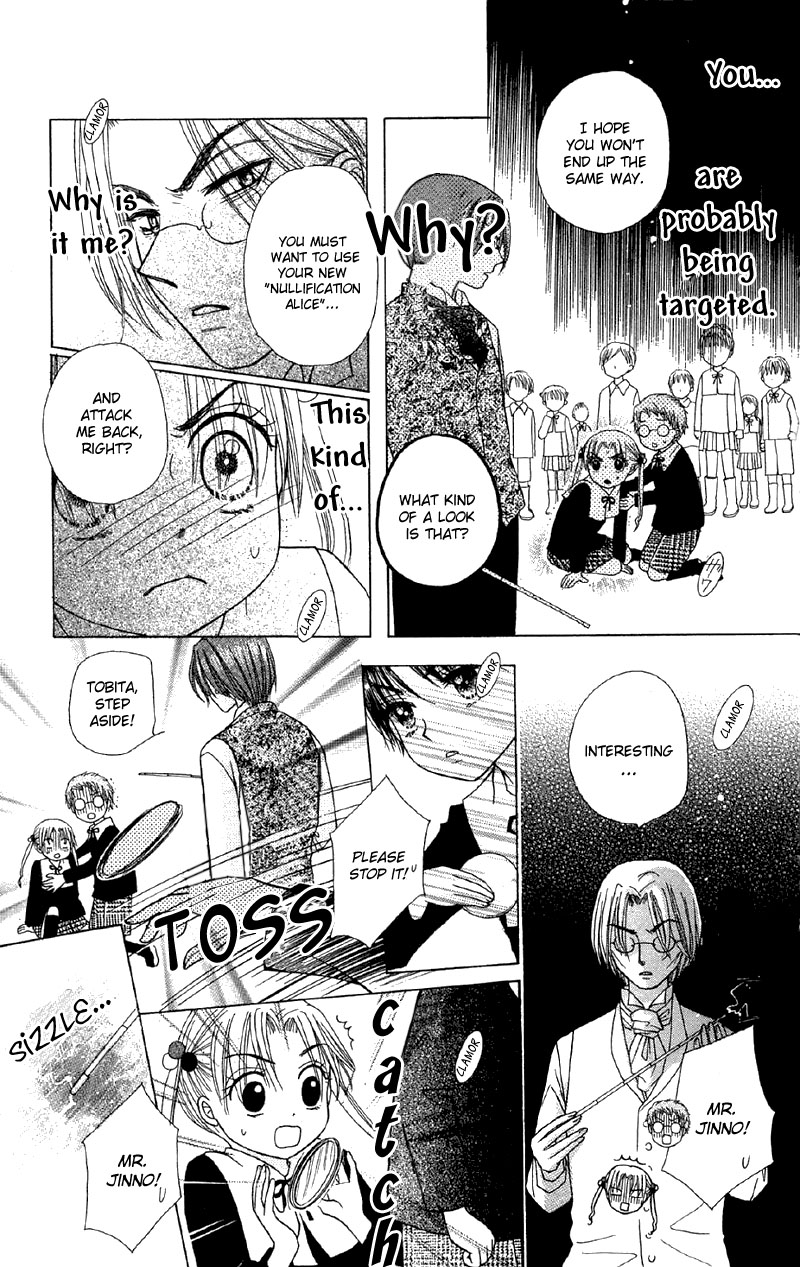 You...
I HOPE
YOU WON'T
END UP THE
SAME WAY.
are
probably
being
targeted.
Why?
WHAT KIND
OF A LOOK
IS THAT?
CLAMOR
Why is
it me?
YOU MUST
WANT TO USE
YOUR NEW
"NULLIFICATION
ALICE"...
AND
ATTACK
ME BACK,
RIGHT?
This
kind
of...
CLAMOR
CLAMOR
INTERESTING
...
MR.
JINNO!
CLAMOR
PLEASE
STOP IT!
TOBITA,
STEP
ASIDE!
TOSS
CLAMOR
catch
SIZZLE...
MR.
JINNO!